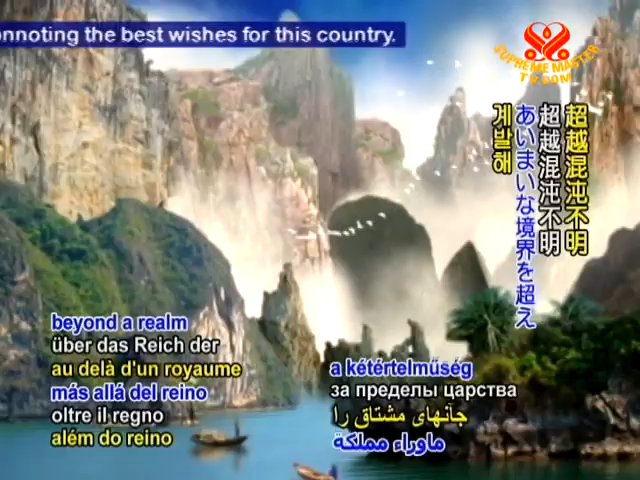 onnoting the best wishes for this country.
SUPREME MASTER
TV.COM
超越混沌不明
超越混沌不明
あいまいな境界を超え
계발해
beyond a realm
über das Reich der
au delà d'un royaume
más allá del reino
oltre il regno
além do reino
a kétértelműség
за пределы царства
جانهای مشتاق را
ماوراء مملكة